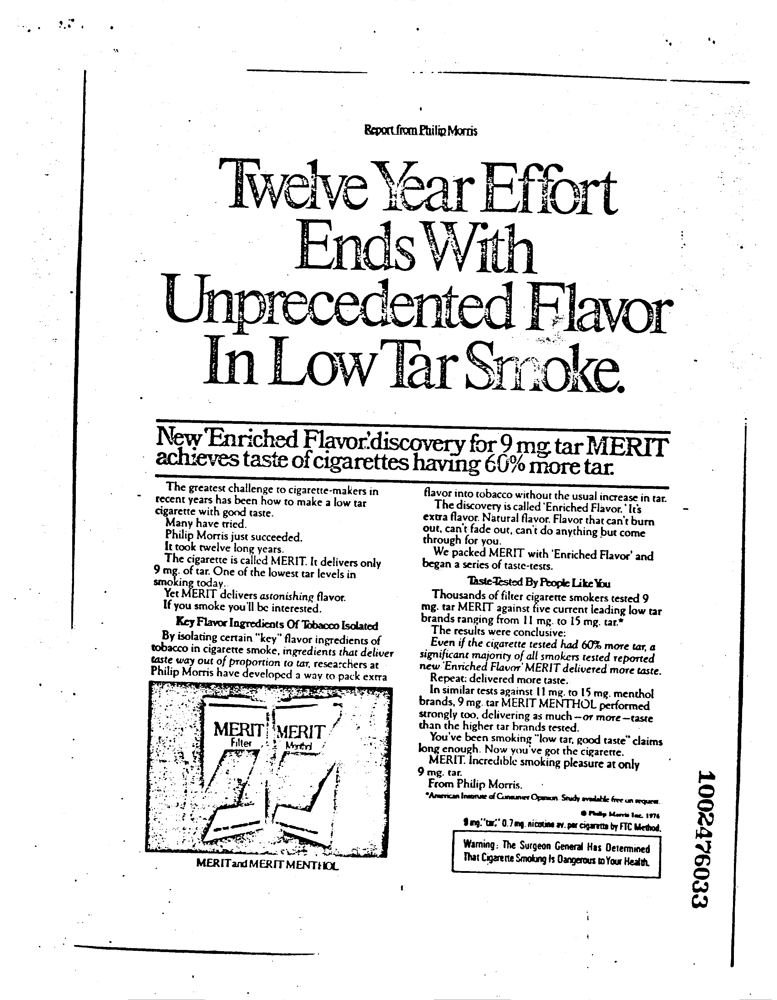 Report from Philip Morris
Twelve Year Effort
Ends With
Unprecedented Flavor
In Low Tar Smoke.
New 'Enriched Flavor,' discovery for 9 mg. tar MERIT
achieves taste of cigarettes having 60% more tar.
The greatest challenge to cigarette-makers in
recent years has been how to make a low tar
cigarette with good taste.
Many have tried.
Philip Morris just succeeded.
It took twelve long years.
The cigarette is called MERIT. It delivers only
9 mg. of tar. One of the lowest tar levels in
smoking today.
Yet MERIT delivers astonishing flavor.
If you smoke you'll be interested.
Key Flavor Ingredients Of Tobacco Isolated
By isolating certain "key" flavor ingredients of
tobacco in cigarette smoke, ingredients that deliver
taste way out of proportion to tar, researchers at
Philip Morris have developed a way to pack extra
MERIT
Filter
MERIT
Menthol
MERIT and MERIT MENTHOL
flavor into tobacco without the usual increase in tar.
The discovery is called 'Enriched Flavor.' It's
extra flavor. Natural flavor. Flavor that can't burn
out, can't fade out, can't do anything but come
through for you.
We packed MERIT with 'Enriched Flavor' and
began a series of taste-tests.
Taste-Tested By People Like You
Thousands of filter cigarette smokers tested 9
mg. tar MERIT against five current leading low tar
brands ranging from 11 mg. to 15 mg. tar.*
The results were conclusive:
Even if the cigarette tested had 60% more tar, a
significant majority of all smokers tested reported
new 'Enriched Flavor' MERIT delivered more taste.
Repeat: delivered more taste.
In similar tests against 11 mg. to 15 mg. menthol
brands, 9 mg. tar MERIT MENTHOL performed
strongly too, delivering as much—or more—taste
than the higher tar brands tested.
You've been smoking "low tar, good taste" claims
long enough. Now you've got the cigarette.
MERIT. Incredible smoking pleasure at only
9 mg. tar.
From Philip Morris.
*American Institute of Consumer Opinion. Study available free on request.
© Philip Morris Inc. 1976
9 mg. "tar," 0.7 mg. nicotine av. per cigarette by FTC Method.
Warning: The Surgeon General Has Determined
That Cigarette Smoking Is Dangerous to Your Health.
1002476033